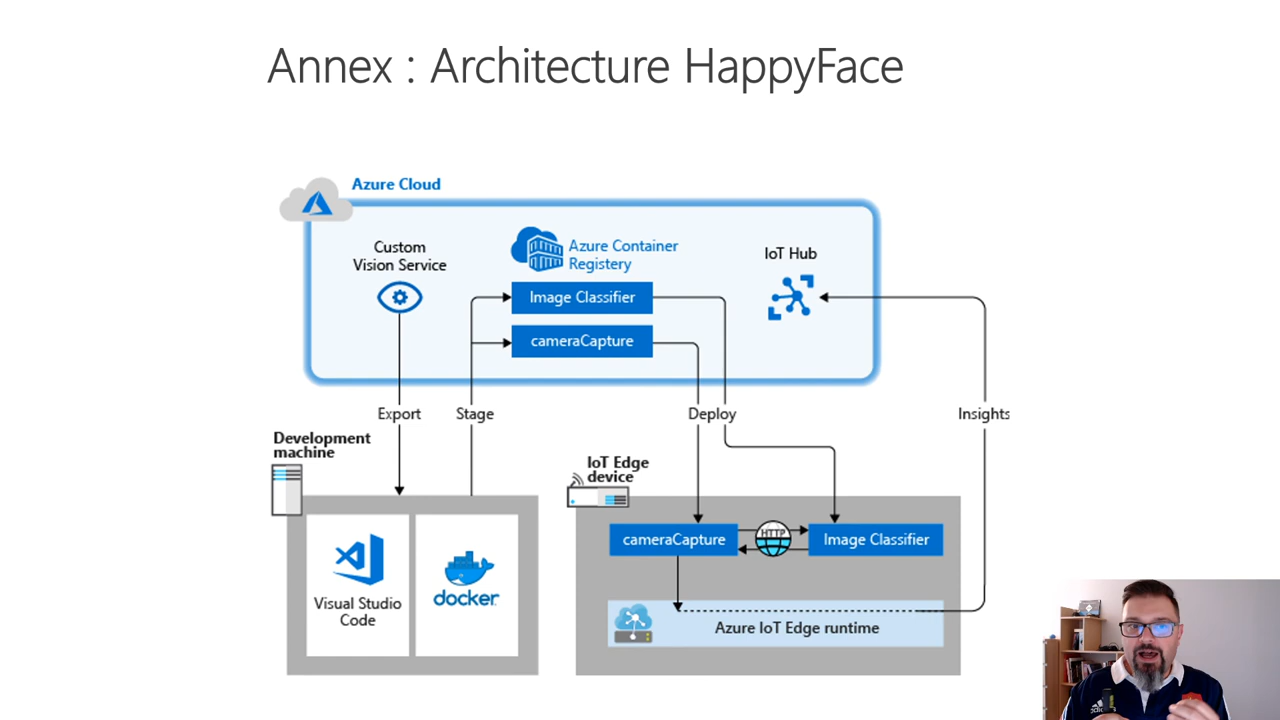 Annex : Architecture HappyFace
Azure Cloud
Custom
Vision Service
Azure Container
Registery
IoT Hub
Image Classifier
cameraCapture
Export
Stage
Deploy
Insights
Development
machine
IoT Edge
device
cameraCapture
HTTP
Image Classifier
Visual Studio
Code
docker
Azure IoT Edge runtime